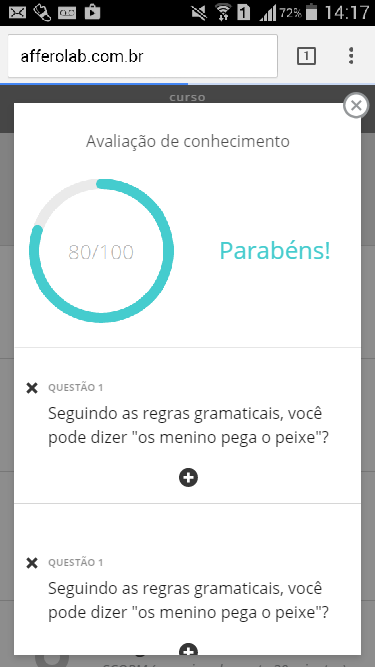 1
72%
14:17
afferolab.com.br
1
curso
Avaliação de conhecimento
80/100
Parabéns!
QUESTÃO 1
Seguindo as regras gramaticais, você
pode dizer "os menino pega o peixe"?
QUESTÃO 1
Seguindo as regras gramaticais, você
pode dizer "os menino pega o peixe"?